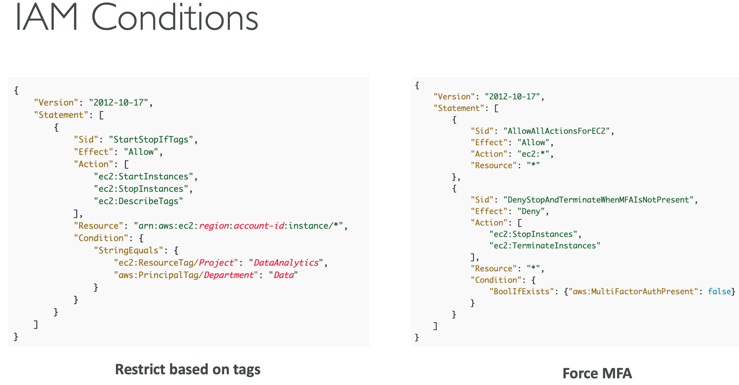 IAM Conditions
{
    "Version": "2012-10-17",
    "Statement": [
        {
            "Sid": "StartStopIfTags",
            "Effect": "Allow",
            "Action": [
                "ec2:StartInstances",
                "ec2:StopInstances",
                "ec2:DescribeTags"
            ],
            "Resource": "arn:aws:ec2:region:account-id:instance/*",
            "Condition": {
                "StringEquals": {
                    "ec2:ResourceTag/Project": "DataAnalytics",
                    "aws:PrincipalTag/Department": "Data"
                }
            }
        }
    ]
}
Restrict based on tags
{
    "Version": "2012-10-17",
    "Statement": [
        {
            "Sid": "AllowAllActionsForEC2",
            "Effect": "Allow",
            "Action": "ec2:*",
            "Resource": "*"
        },
        {
            "Sid": "DenyStopAndTerminateWhenMFAIsNotPresent",
            "Effect": "Deny",
            "Action": [
                "ec2:StopInstances",
                "ec2:TerminateInstances"
            ],
            "Resource": "*",
            "Condition": {
                "BoolIfExists": {"aws:MultiFactorAuthPresent": false}
            }
        }
    ]
}
Force MFA